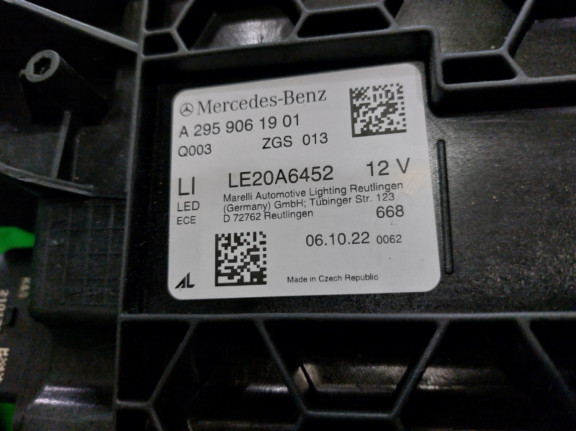 Mercedes-Benz
A 295 906 19 01
Q003 ZGS 013
LI LE20A6452 12 V
LED Marelli Automotive Lighting Reutlingen
(Germany) GmbH; Tübinger Str. 123
ECE D 72762 Reutlingen 668
06.10.22 0062
AL Made in Czech Republic